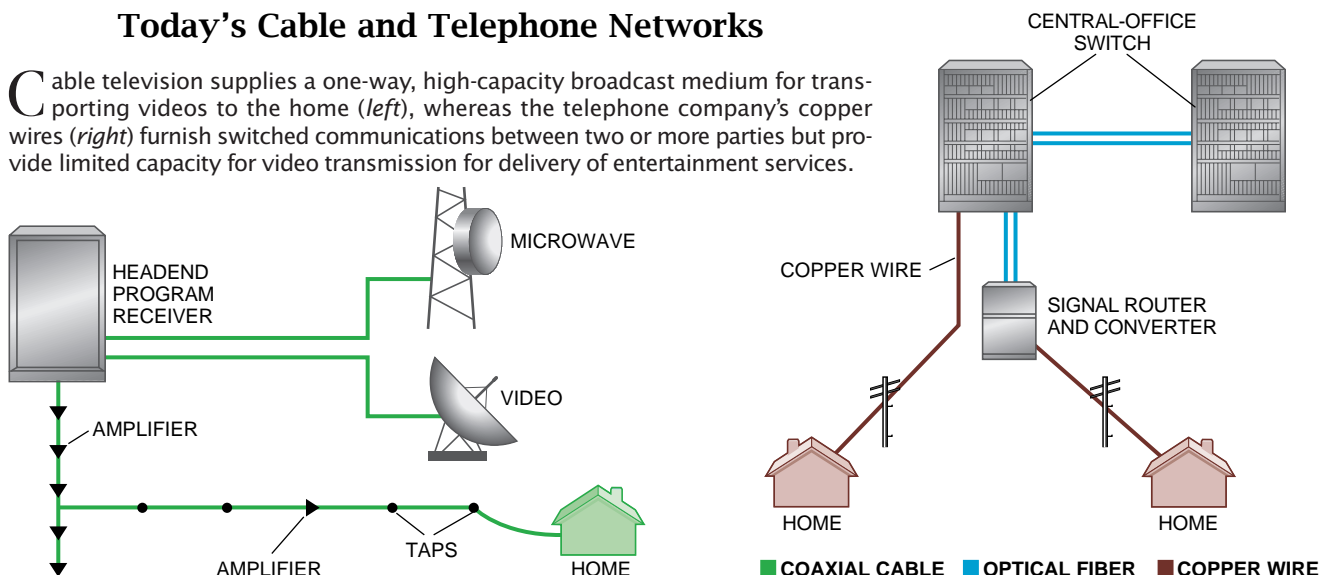 Today's Cable and Telephone Networks
Cable television supplies a one-way, high-capacity broadcast medium for trans-
porting videos to the home (left), whereas the telephone company's copper
wires (right) furnish switched communications between two or more parties but pro-
vide limited capacity for video transmission for delivery of entertainment services.
HEADEND
PROGRAM
RECEIVER
MICROWAVE
VIDEO
AMPLIFIER
AMPLIFIER
TAPS
HOME
CENTRAL-OFFICE
SWITCH
COPPER WIRE
SIGNAL ROUTER
AND CONVERTER
HOME
HOME
COAXIAL CABLE OPTICAL FIBER COPPER WIRE